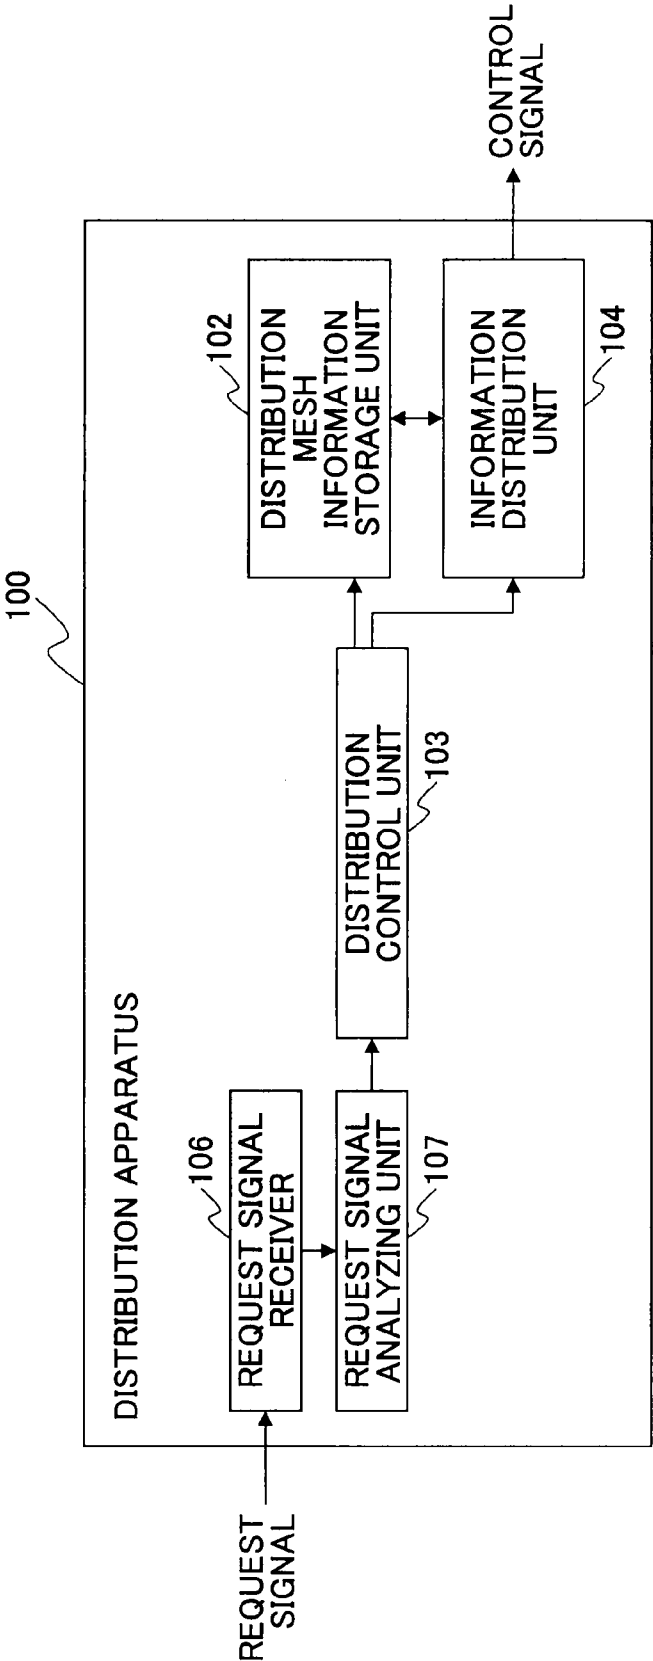 100
DISTRIBUTION APPARATUS
REQUEST
SIGNAL
106
REQUEST SIGNAL
RECEIVER
REQUEST SIGNAL
ANALYZING UNIT
107
DISTRIBUTION
CONTROL UNIT
103
102
DISTRIBUTION
MESH
INFORMATION
STORAGE UNIT
INFORMATION
DISTRIBUTION
UNIT
104
CONTROL
SIGNAL